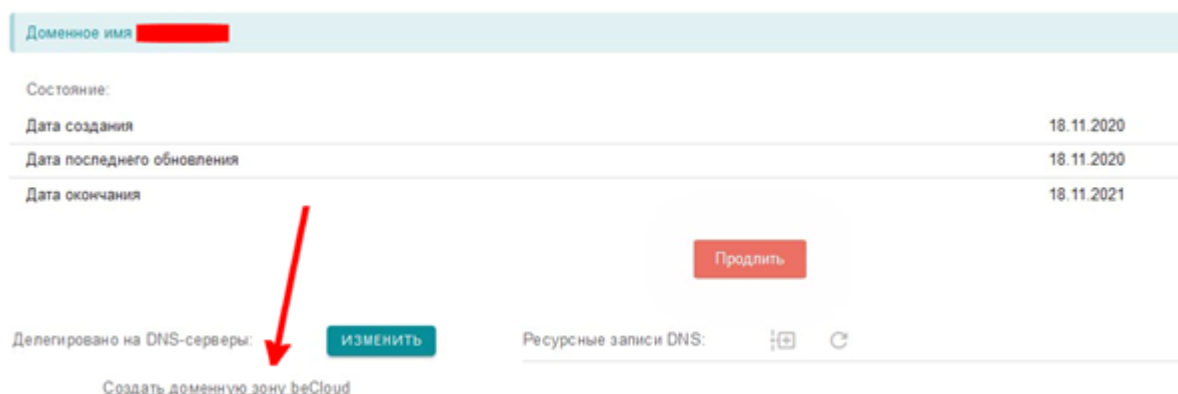 Доменное имя
Состояние:
Дата создания 18.11.2020
Дата последнего обновления 18.11.2020
Дата окончания 18.11.2021
Продлить
Делегировано на DNS-серверы: ИЗМЕНИТЬ Ресурсные записи DNS:
Создать доменную зону beCloud